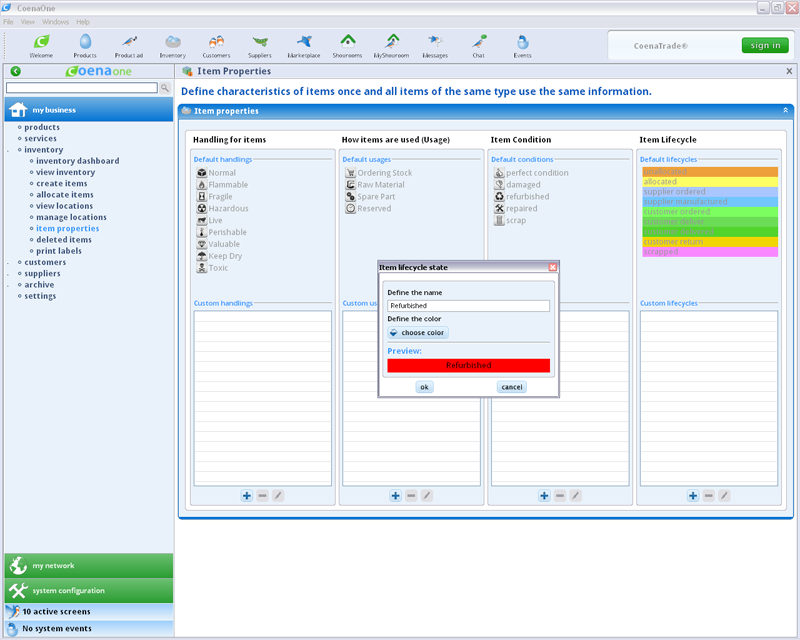 CoenaOne
File View Windows Help
Welcome Products Product ad Inventory Customers Suppliers Marketplace Showrooms MyShowroom Messages Chat Events
CoenaTrade®
sign in
Coenaone
Item Properties
x
Define characteristics of items once and all items of the same type use the same information.
my business
products
services
inventory
inventory dashboard
view inventory
create items
allocate items
view locations
manage locations
item properties
deleted items
print labels
customers
suppliers
archive
settings
my network
system configuration
10 active screens
No system events
Item properties
Handling for items
Default handlings
Normal
Flammable
Fragile
Hazardous
Live
Perishable
Valuable
Keep Dry
Toxic
Custom handlings
How items are used (Usage)
Default usages
Ordering Stock
Raw Material
Spare Part
Reserved
Custom us
Item Condition
Default conditions
perfect condition
damaged
refurbished
repaired
scrap
Item Lifecycle
Default lifecycles
unallocated
allocated
supplier ordered
supplier manufactured
customer ordered
customer deliver
customer return
scrapped
Custom lifecycles
Item lifecycle state
Define the name
Refurbished
Define the color
choose color
Preview:
Refurbished
ok
cancel